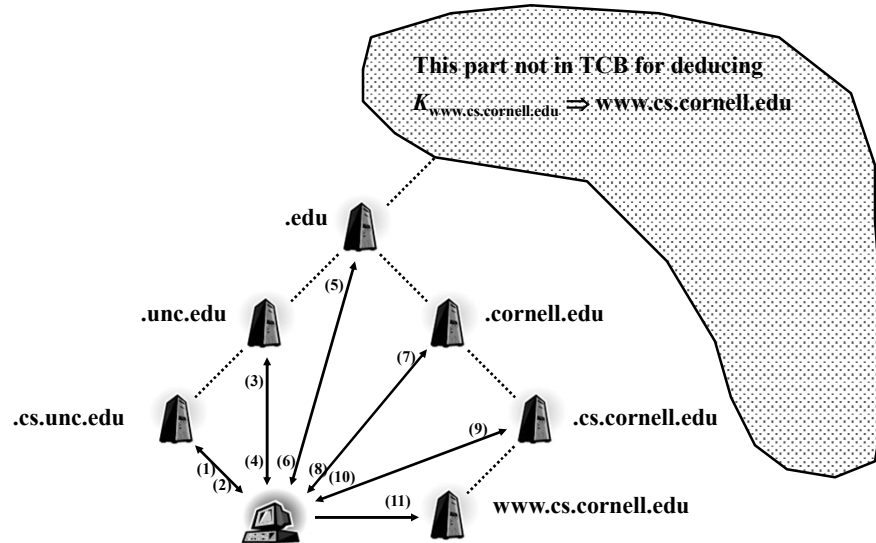 This part not in TCB for deducing
K www.cs.cornell.edu ⇒ www.cs.cornell.edu
.edu
(5)
.unc.edu
.cornell.edu
(7)
(3)
.cs.unc.edu
(9)
.cs.cornell.edu
(1)
(4)
(6)
(8)
(10)
(2)
(11)
www.cs.cornell.edu